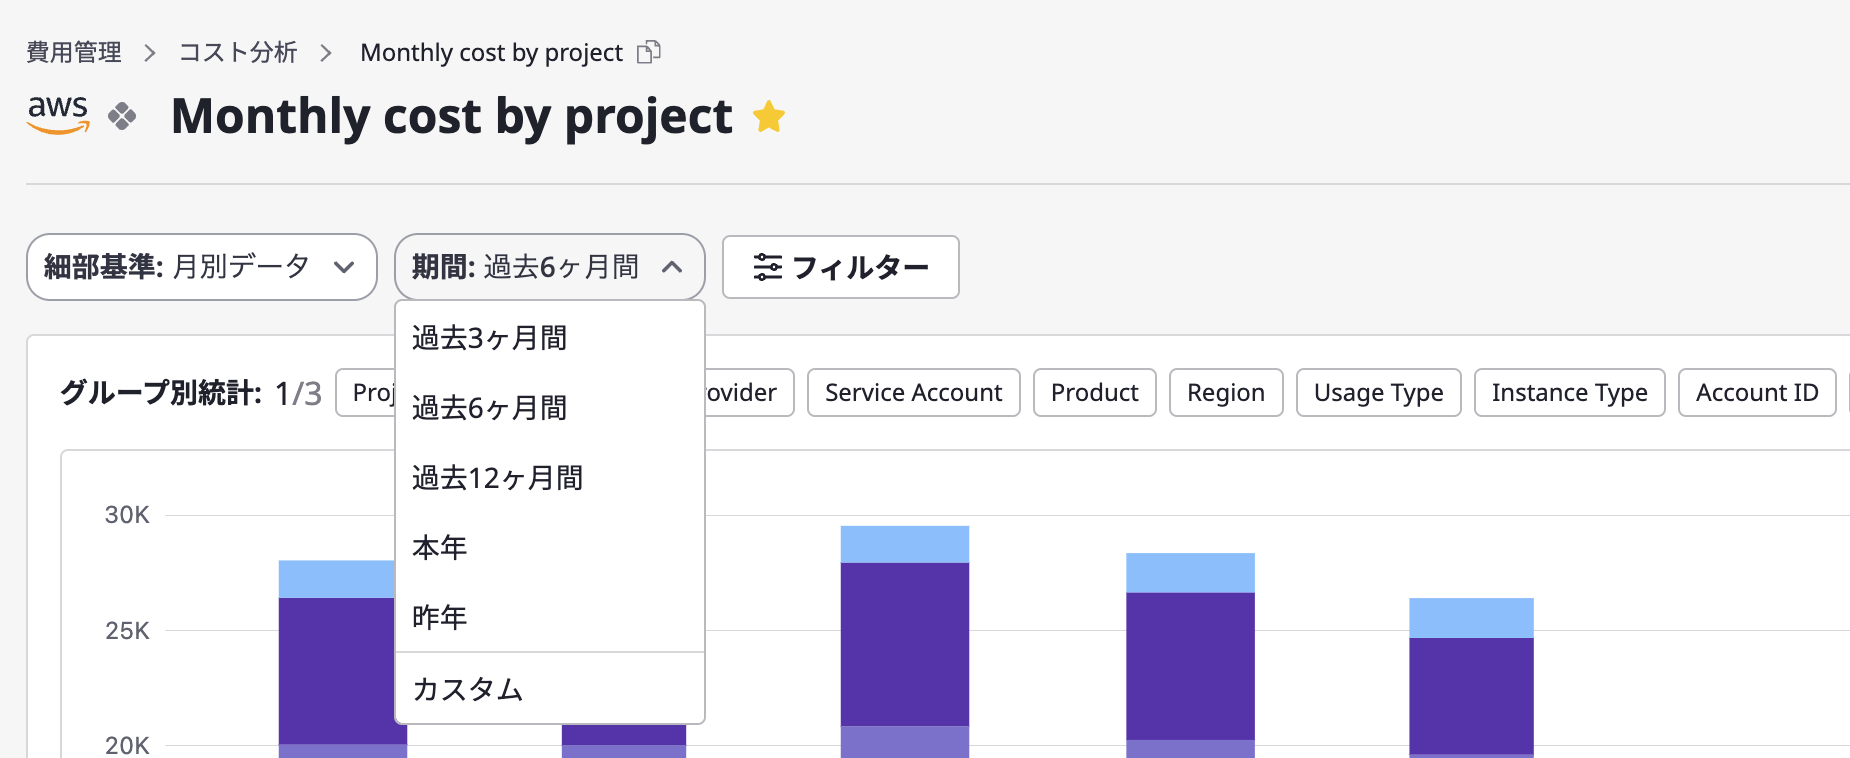 費用管理 > コスト分析 > Monthly cost by project
aws Monthly cost by project
細部基準: 月別データ 期間: 過去6ヶ月間 フィルター
過去3ヶ月間
過去6ヶ月間
過去12ヶ月間
本年
昨年
カスタム
グループ別統計: 1/3 Proj ovider Service Account Product Region Usage Type Instance Type Account ID
30K
25K
20K